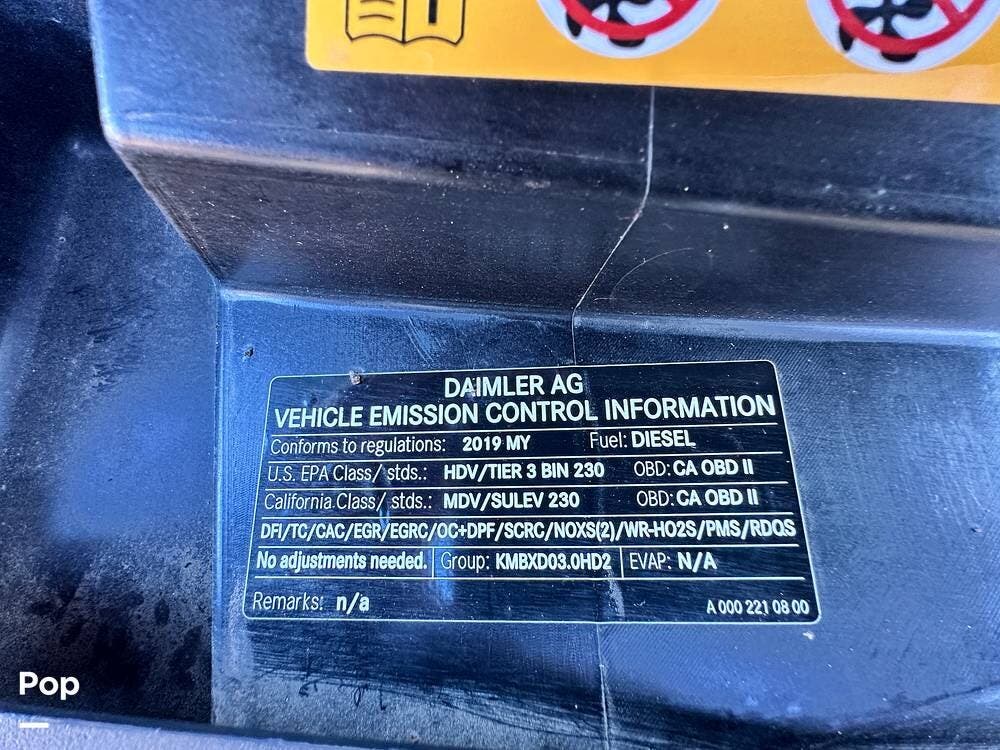 DAIMLER AG
VEHICLE EMISSION CONTROL INFORMATION
Conforms to regulations: 2019 MY Fuel: DIESEL
U.S. EPA Class/ stds.: HDV/TIER 3 BIN 230 OBD: CA OBD II
California Class/ stds.: MDV/SULEV 230 OBD: CA OBD II
DFI/TC/CAC/EGR/EGRC/OC+DPF/SCRC/NOXS(2)/WR-HO2S/PMS/RDQS
No adjustments needed. Group: KMBXD03.0HD2 EVAP: N/A
Remarks: n/a A 000 221 08 00
Pop